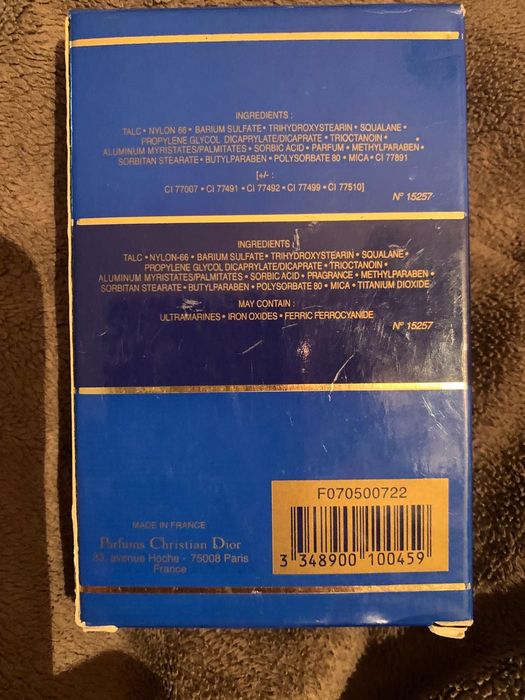 INGREDIENTS :
TALC • NYLON 66 • BARIUM SULFATE • TRIHYDROXYSTEARIN • SQUALANE •
PROPYLENE GLYCOL DICAPRYLATE/DICAPRATE • TRIOCTANOIN •
ALUMINUM MYRISTATES/PALMITATES • SORBIC ACID • PARFUM • METHYLPARABEN •
SORBITAN STEARATE • BUTYLPARABEN • POLYSORBATE 80 • MICA • CI 77891
[+/- :
CI 77007 • CI 77491 • CI 77492 • CI 77499 • CI 77510]
N° 15257
INGREDIENTS :
TALC • NYLON-66 • BARIUM SULFATE • TRIHYDROXYSTEARIN • SQUALANE •
PROPYLENE GLYCOL DICAPRYLATE/DICAPRATE • TRIOCTANOIN •
ALUMINUM MYRISTATES/PALMITATES • SORBIC ACID • FRAGRANCE • METHYLPARABEN •
SORBITAN STEARATE • BUTYLPARABEN • POLYSORBATE 80 • MICA • TITANIUM DIOXIDE
MAY CONTAIN :
ULTRAMARINES • IRON OXIDES • FERRIC FERROCYANIDE
N° 15257
F070500722
3 348900 100459
MADE IN FRANCE
Parfums Christian Dior
33, avenue Hoche - 75008 Paris
France